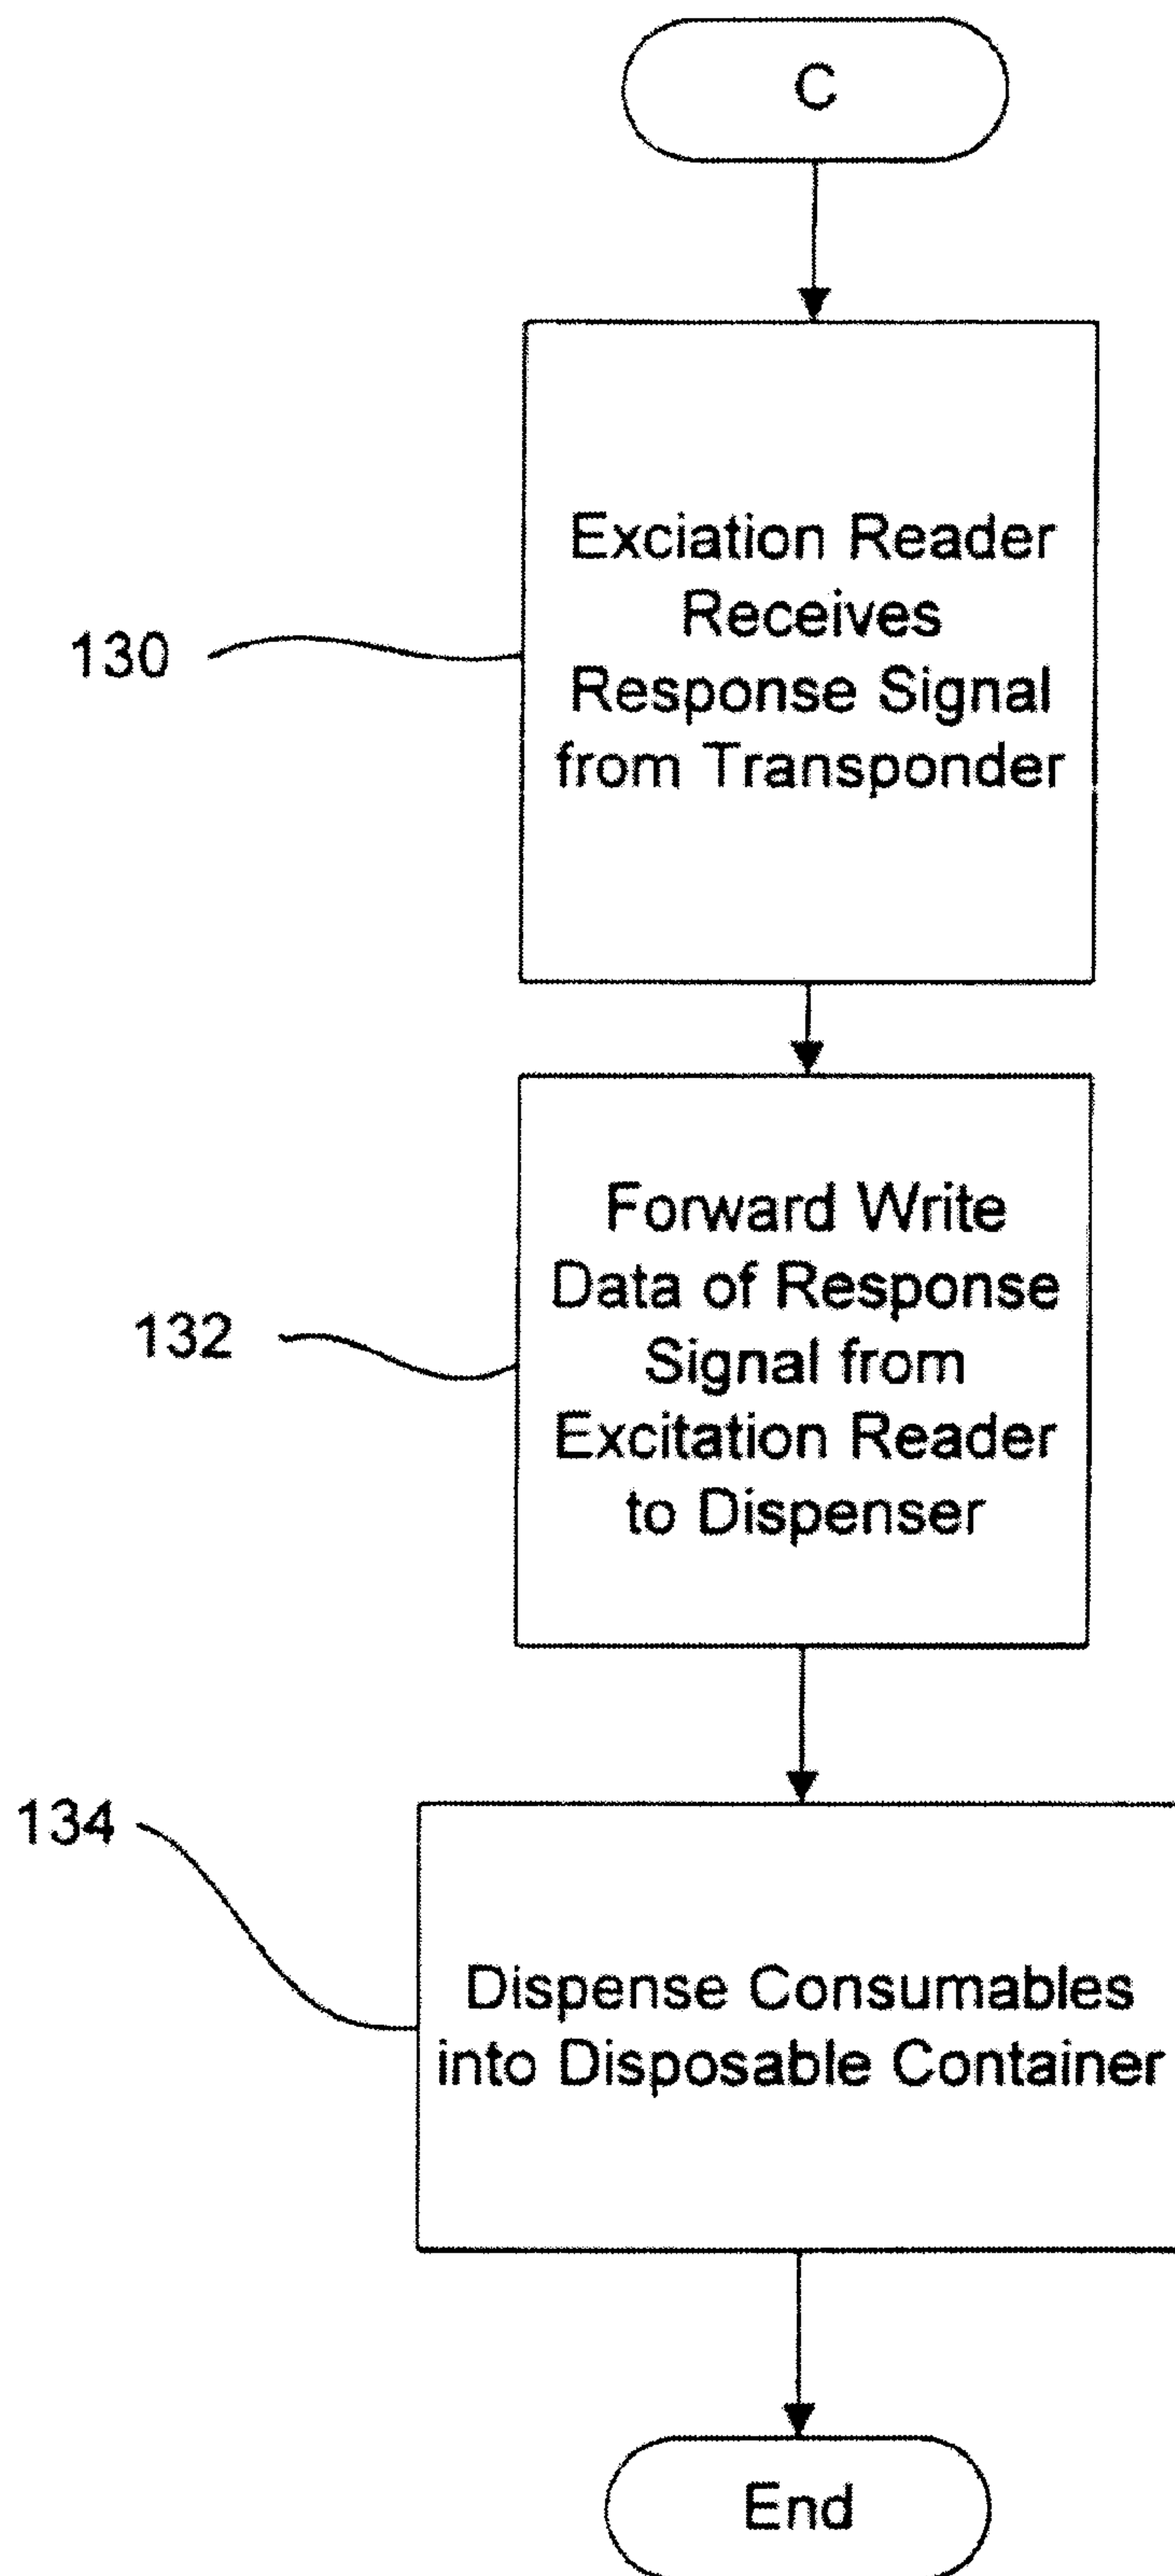 C
Exciation Reader
Receives
Response Signal
from Transponder
130
Forward Write
Data of Response
Signal from
Excitation Reader
to Dispenser
132
134
Dispense Consumables
into Disposable Container
End